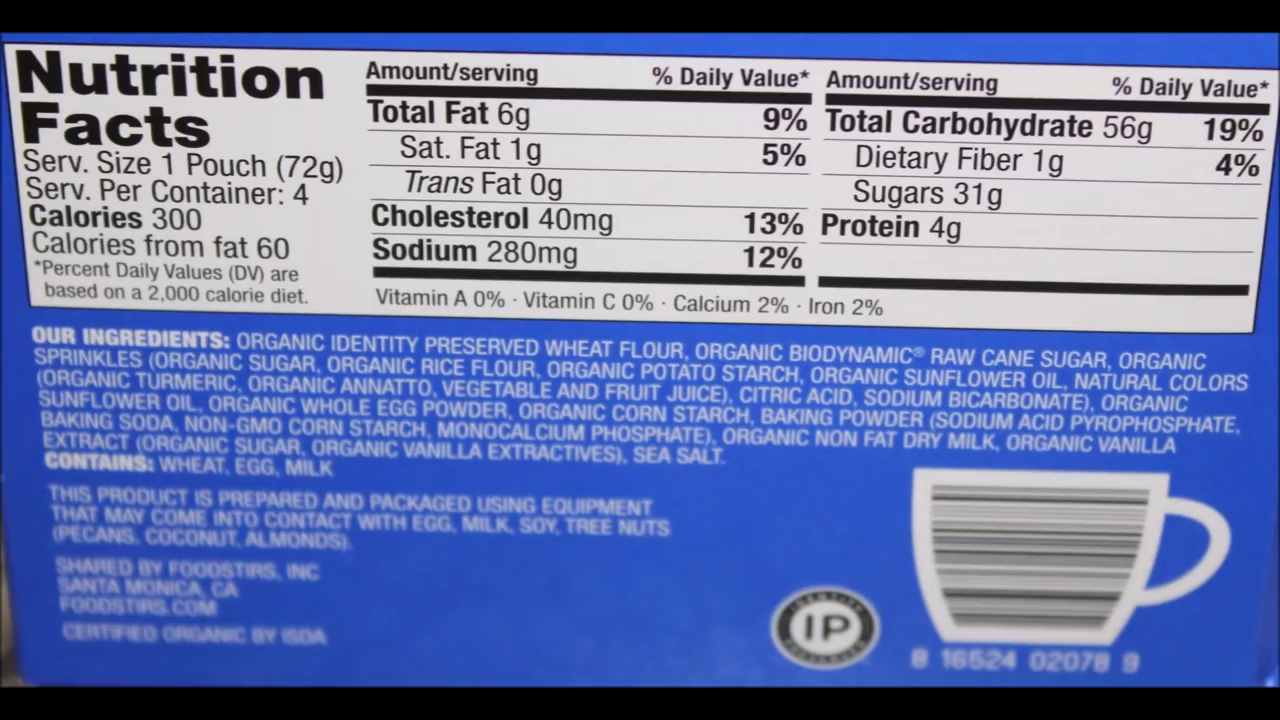 Nutrition
Facts
Serv. Size 1 Pouch (72g)
Serv. Per Container: 4
Calories 300
Calories from fat 60
*Percent Daily Values (DV) are
based on a 2,000 calorie diet.
Amount/serving % Daily Value*
Total Fat 6g 9%
Sat. Fat 1g 5%
Trans Fat 0g
Cholesterol 40mg 13%
Sodium 280mg 12%
Amount/serving % Daily Value*
Total Carbohydrate 56g 19%
Dietary Fiber 1g 4%
Sugars 31g
Protein 4g
Vitamin A 0% · Vitamin C 0% · Calcium 2% · Iron 2%
OUR INGREDIENTS: ORGANIC IDENTITY PRESERVED WHEAT FLOUR, ORGANIC BIODYNAMIC® RAW CANE SUGAR, ORGANIC
SPRINKLES (ORGANIC SUGAR, ORGANIC RICE FLOUR, ORGANIC POTATO STARCH, ORGANIC SUNFLOWER OIL, NATURAL COLORS
(ORGANIC TURMERIC, ORGANIC ANNATTO, VEGETABLE AND FRUIT JUICE), CITRIC ACID, SODIUM BICARBONATE), ORGANIC
SUNFLOWER OIL, ORGANIC WHOLE EGG POWDER, ORGANIC CORN STARCH, BAKING POWDER (SODIUM ACID PYROPHOSPHATE,
BAKING SODA, NON-GMO CORN STARCH, MONOCALCIUM PHOSPHATE), ORGANIC NON FAT DRY MILK, ORGANIC VANILLA
EXTRACT (ORGANIC SUGAR, ORGANIC VANILLA EXTRACTIVES), SEA SALT.
CONTAINS: WHEAT, EGG, MILK
THIS PRODUCT IS PREPARED AND PACKAGED USING EQUIPMENT
THAT MAY COME INTO CONTACT WITH EGG, MILK, SOY, TREE NUTS
(PECANS, COCONUT, ALMONDS).
SHARED BY FOODSTIRS, INC
SANTA MONICA, CA
FOODSTIRS.COM
CERTIFIED ORGANIC BY ISDA
IDENTITY
IP
PRESERVED
8 16524 02078 9